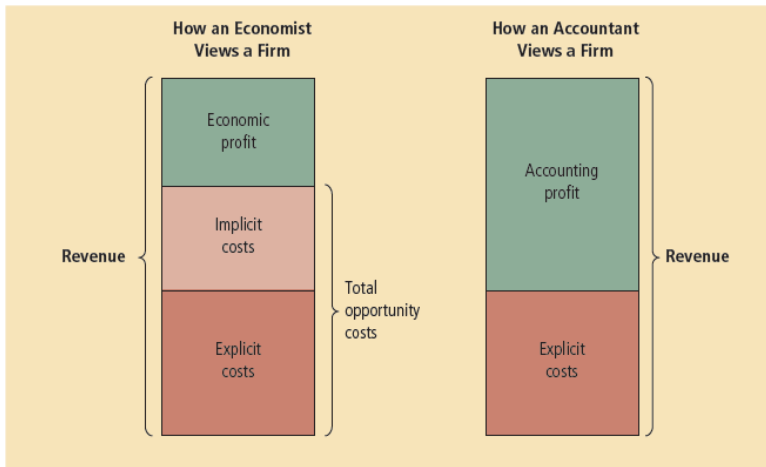 How an Economist
Views a Firm
How an Accountant
Views a Firm
Economic
profit
Implicit
costs
Explicit
costs
Revenue
Total
opportunity
costs
Accounting
profit
Explicit
costs
Revenue